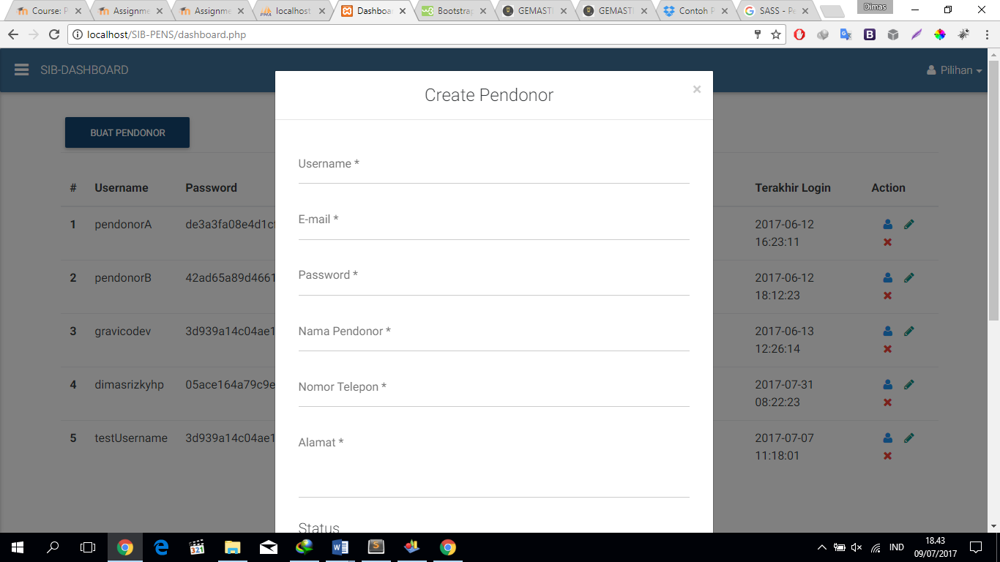 Course: P
Assignme
Assignme
localhost
Dashboa
Bootstrap
GEMASTI
GEMASTI
Contoh P
SASS - Pe
Dimas
localhost/SIB-PENS/dashboard.php
SIB-DASHBOARD
Pilihan
Create Pendonor
×
BUAT PENDONOR
# Username Password Terakhir Login Action
1 pendonorA de3a3fa08e4d1cf 2017-06-12
16:23:11
2 pendonorB 42ad65a89d4661 2017-06-12
18:12:23
3 gravicodev 3d939a14c04ae1 2017-06-13
12:26:14
4 dimasrizkyhp 05ace164a79c9e 2017-07-31
08:22:23
5 testUsername 3d939a14c04ae1 2017-07-07
11:18:01
Username *
E-mail *
Password *
Nama Pendonor *
Nomor Telepon *
Alamat *
Status
IND
18.43
09/07/2017